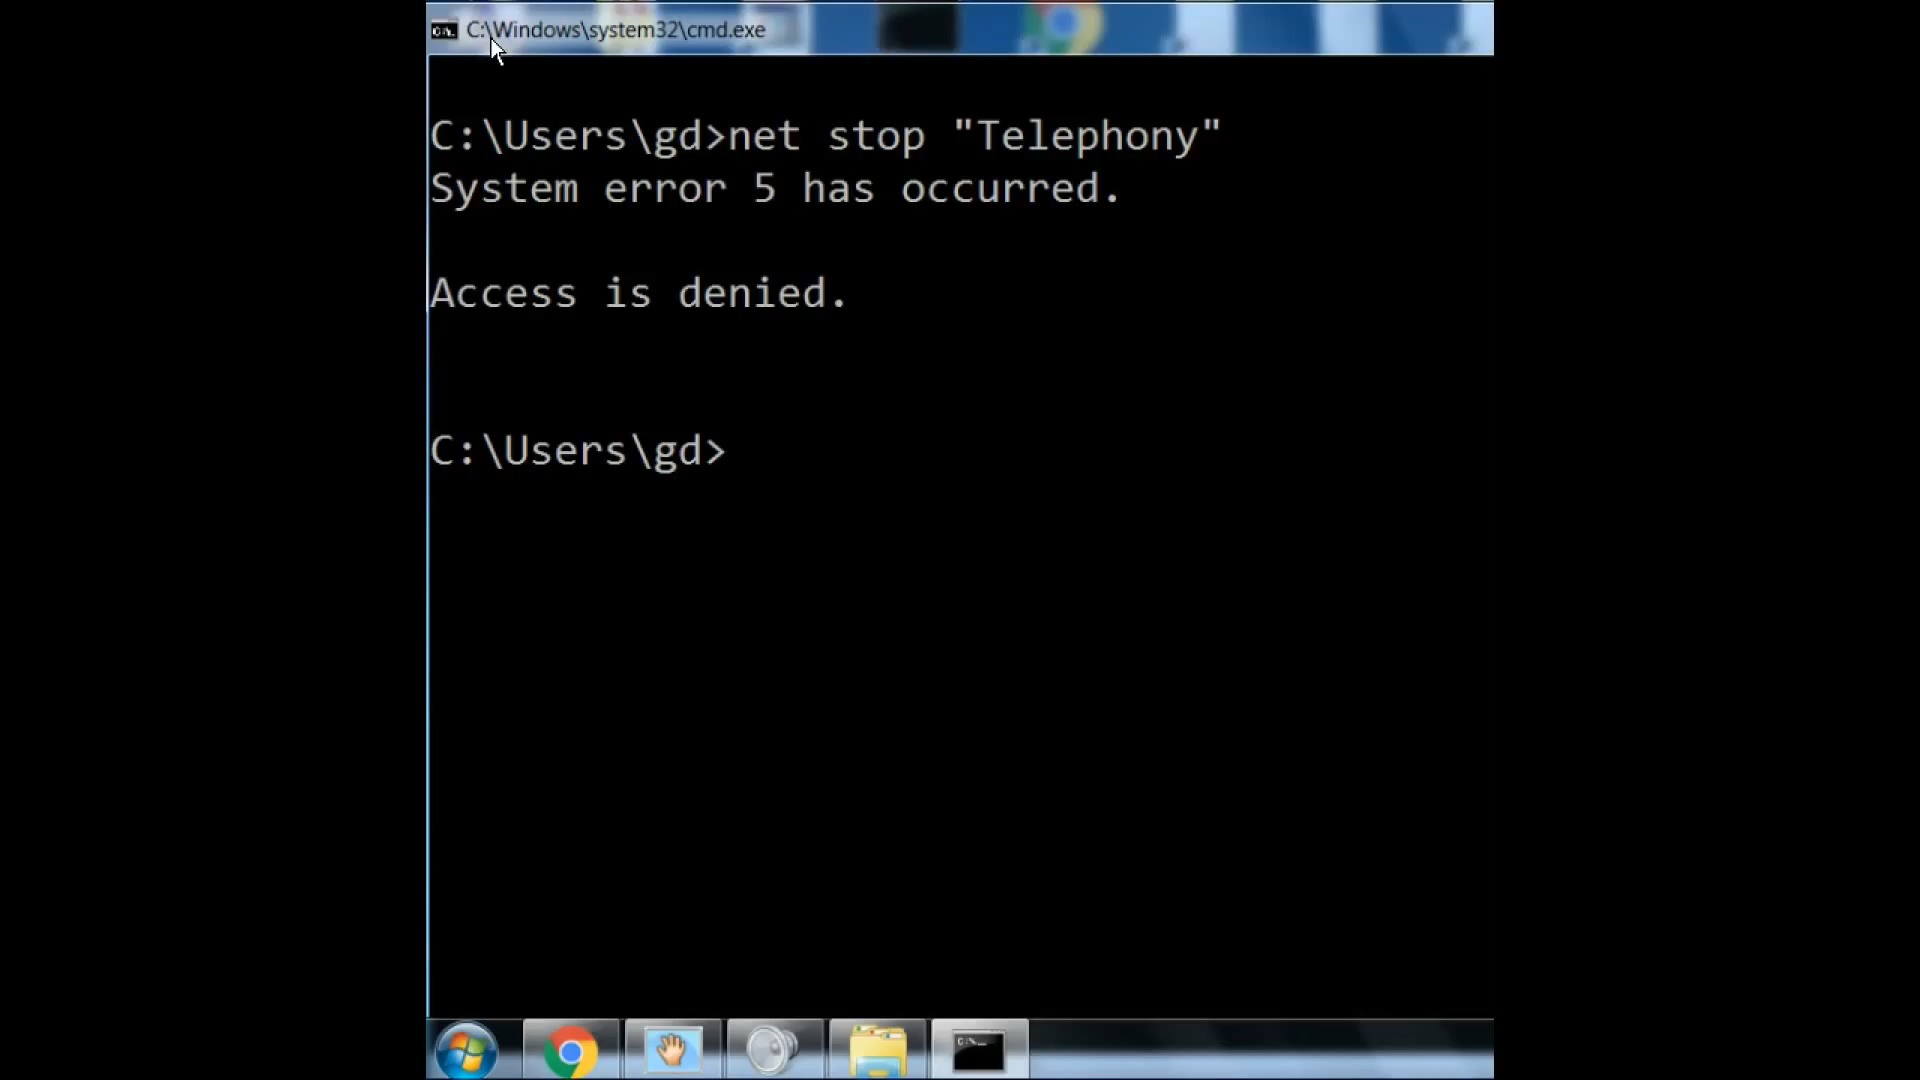 C:\Windows\system32\cmd.exe
C:\Users\gd>net stop "Telephony"
System error 5 has occurred.
Access is denied.
C:\Users\gd>